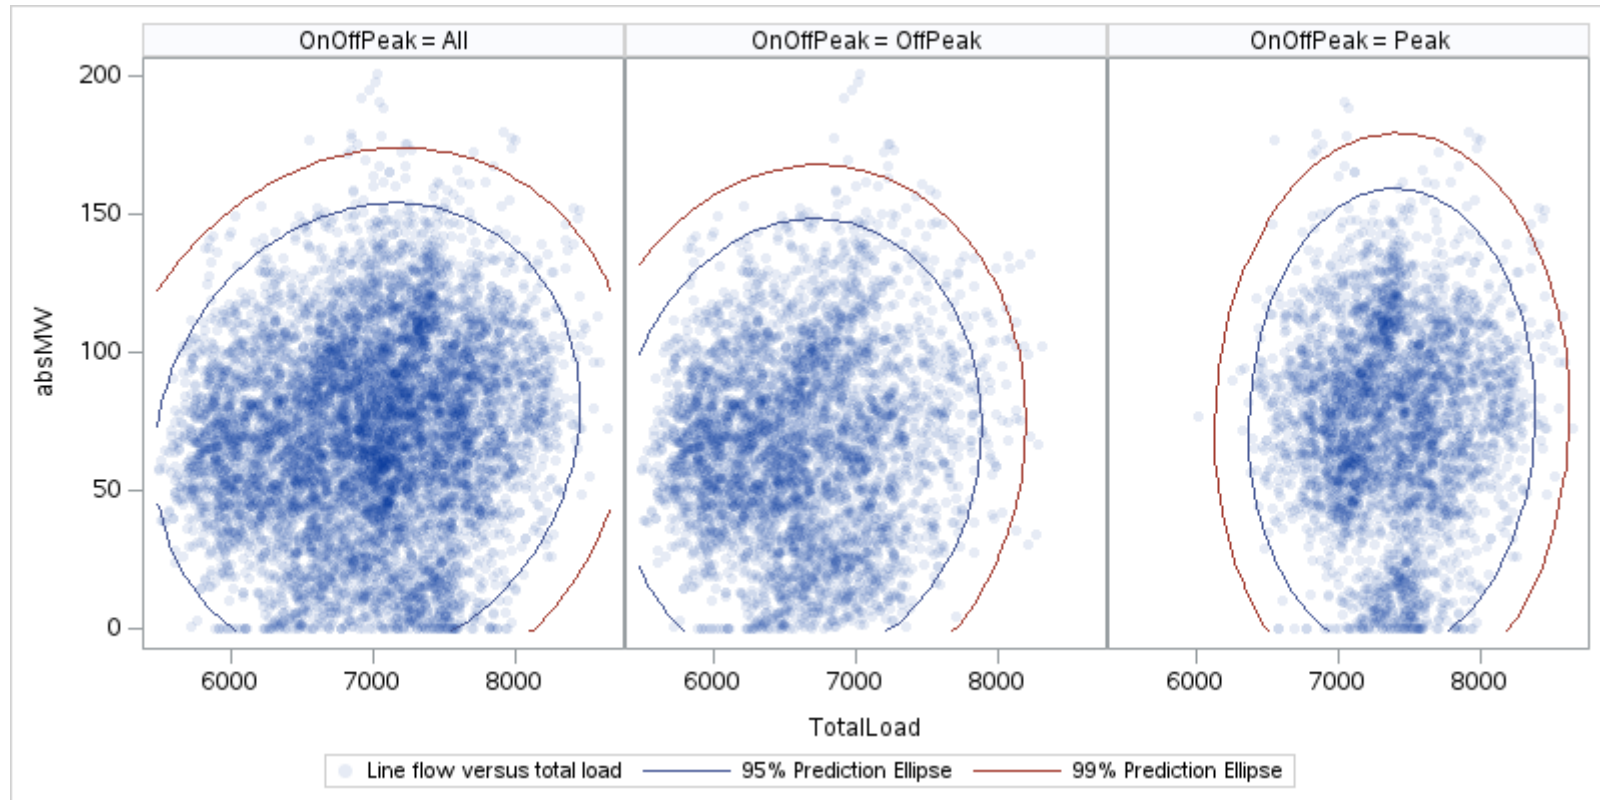 OnOffPeak = All OnOffPeak = OffPeak OnOffPeak = Peak
200
150
100
50
0
absMW
6000 7000 8000 6000 7000 8000 6000 7000 8000
TotalLoad
Line flow versus total load 95% Prediction Ellipse 99% Prediction Ellipse